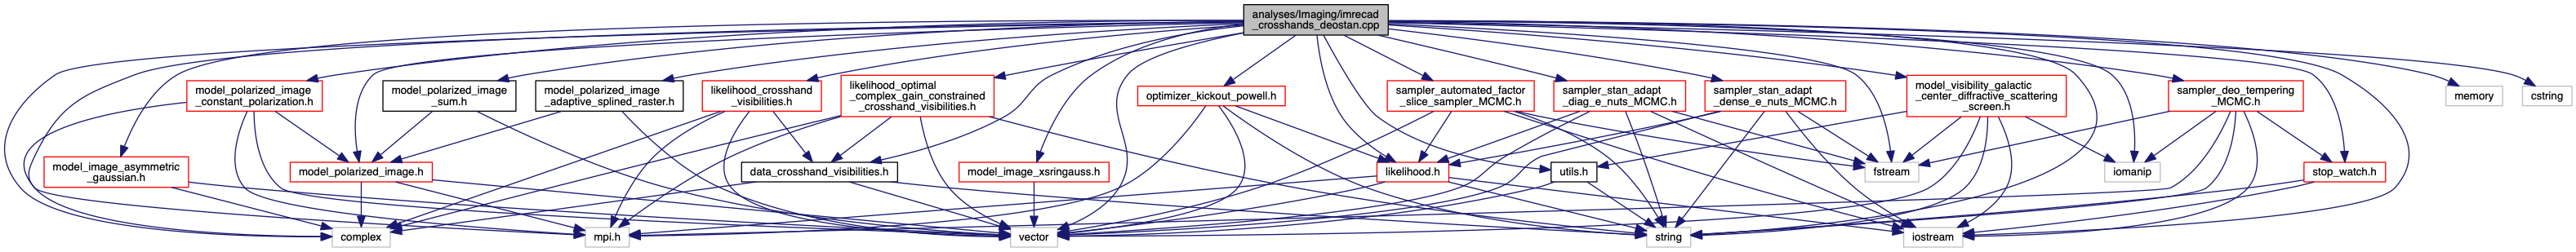 analyses/Imaging/imrecad
_crosshands_deostan.cpp
model_polarized_image
_constant_polarization.h
model_polarized_image
_sum.h
model_polarized_image
_adaptive_splined_raster.h
likelihood_crosshand
_visibilities.h
likelihood_optimal
_complex_gain_constrained
_crosshand_visibilities.h
optimizer_kickout_powell.h
sampler_automated_factor
_slice_sampler_MCMC.h
sampler_stan_adapt
_diag_e_nuts_MCMC.h
sampler_stan_adapt
_dense_e_nuts_MCMC.h
model_visibility_galactic
_center_diffractive_scattering
_screen.h
sampler_deo_tempering
_MCMC.h
memory
cstring
model_image_asymmetric
_gaussian.h
model_polarized_image.h
data_crosshand_visibilities.h
model_image_xsringauss.h
likelihood.h
utils.h
fstream
iomanip
stop_watch.h
complex
mpi.h
vector
string
iostream